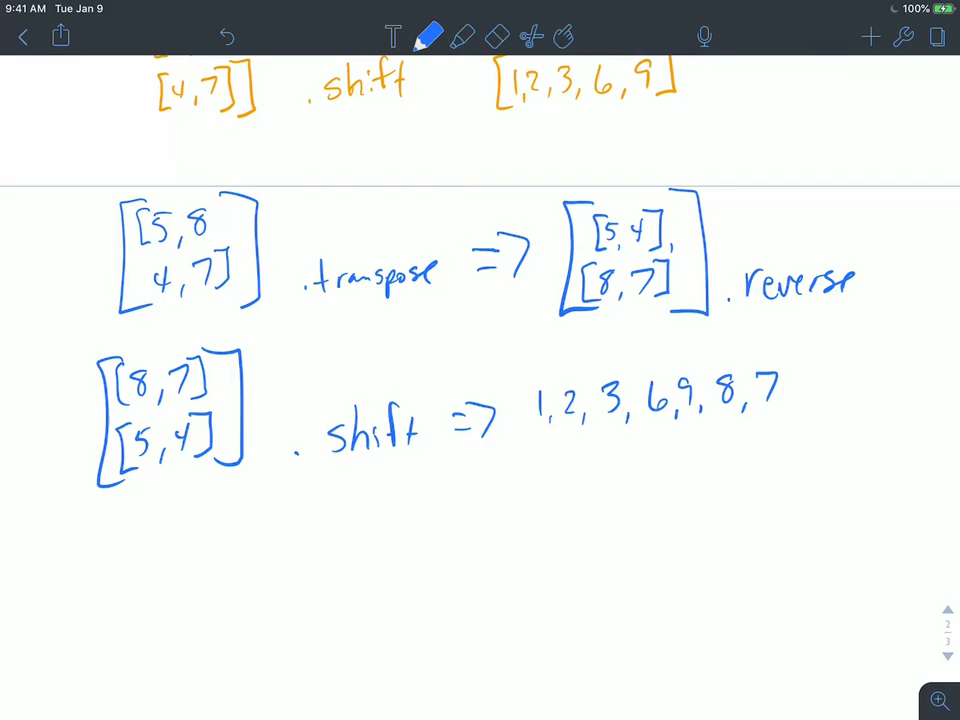 9:41 AM Tue Jan 9
100%
T
[4,7]] .shift [1,2,3,6,9]
[[5,8
4,7]] .transpose => [[5,4],
[8,7]] .reverse
[[8,7]
[5,4]] .shift => 1,2,3,6,9,8,7
2
3